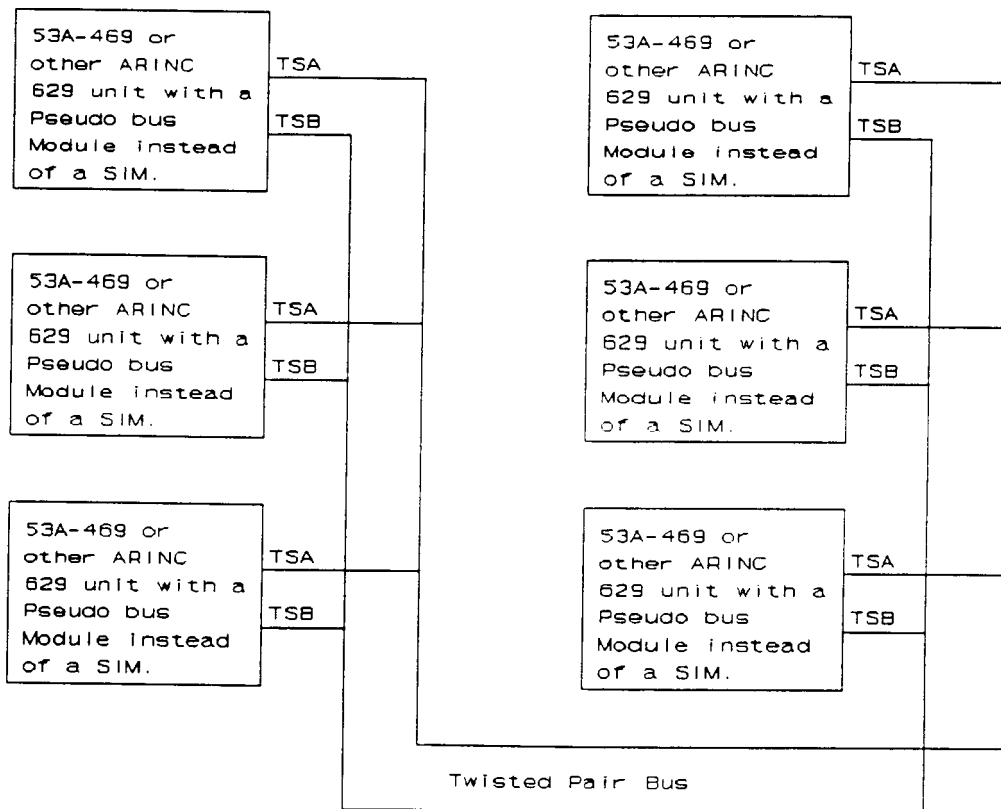 53A-469 or
other ARINC
629 unit with a
Pseudo bus
Module instead
of a SIM.
TSA
TSB
53A-469 or
other ARINC
629 unit with a
Pseudo bus
Module instead
of a SIM.
TSA
TSB
53A-469 or
other ARINC
629 unit with a
Pseudo bus
Module instead
of a SIM.
TSA
TSB
53A-469 or
other ARINC
629 unit with a
Pseudo bus
Module instead
of a SIM.
TSA
TSB
53A-469 or
other ARINC
629 unit with a
Pseudo bus
Module instead
of a SIM.
TSA
TSB
53A-469 or
other ARINC
629 unit with a
Pseudo bus
Module instead
of a SIM.
TSA
TSB
Twisted Pair Bus